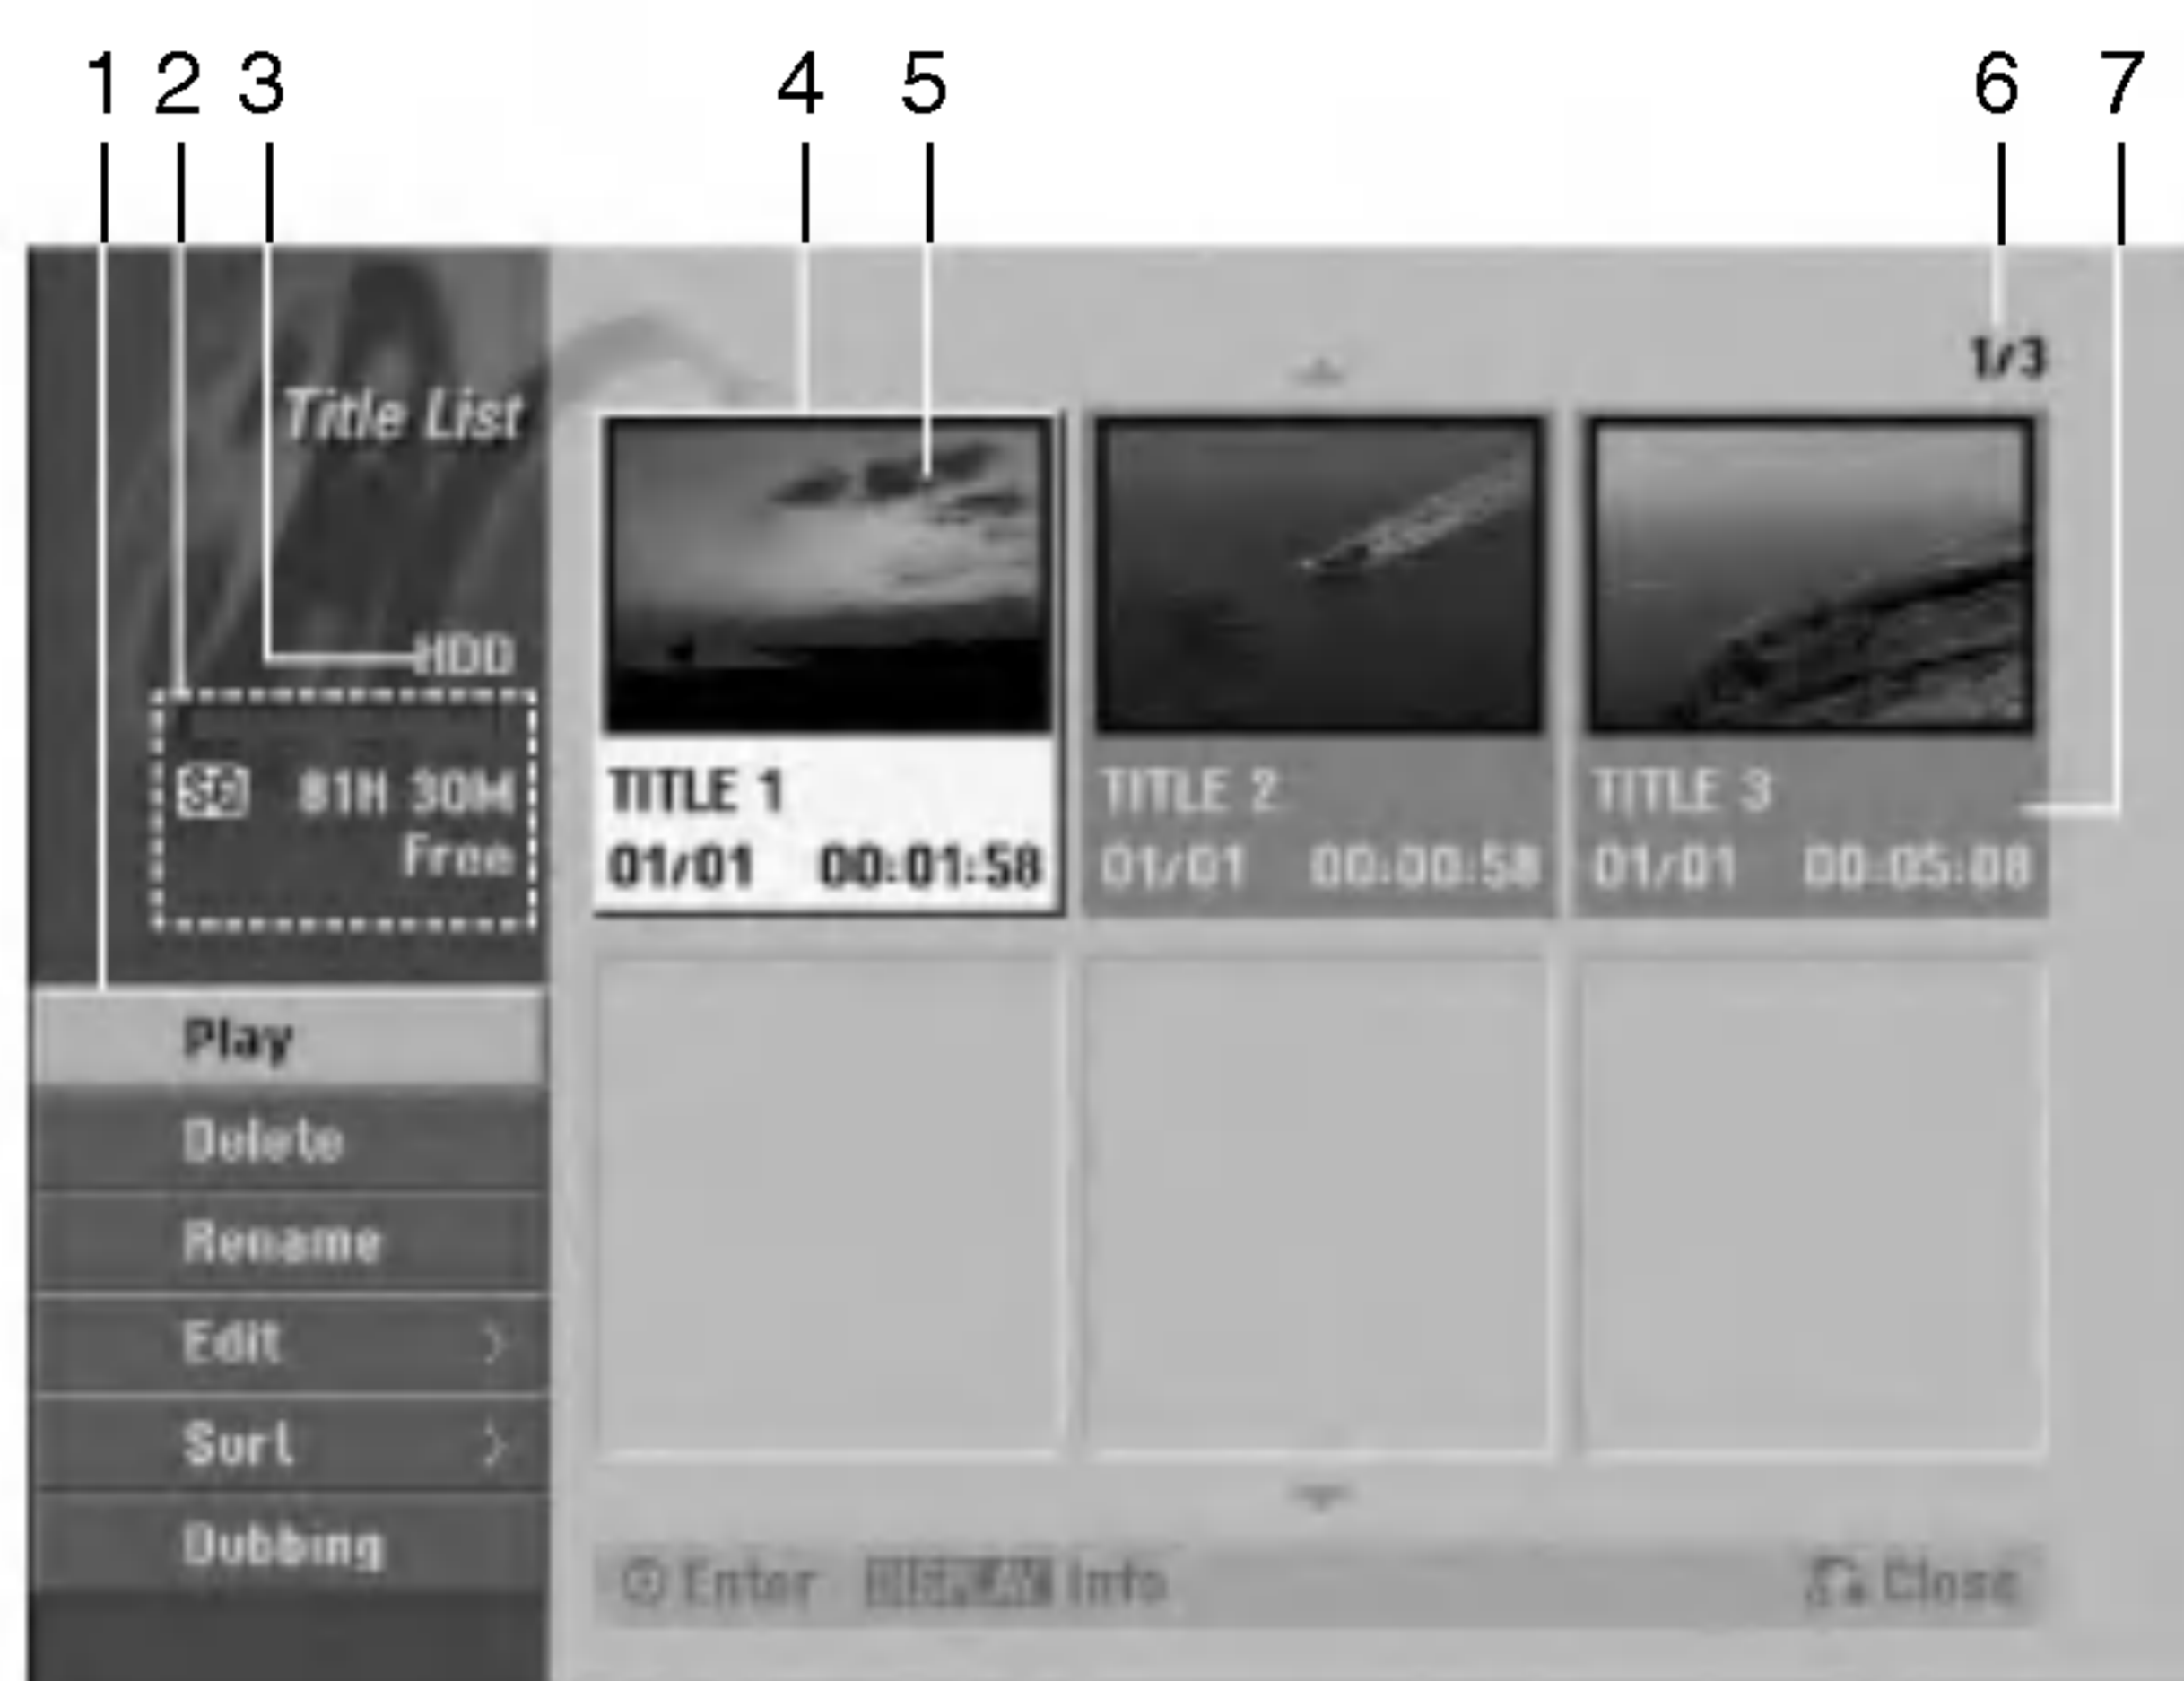 1 2 3 4 5 6 7
1/3
Title List
HDD
SQ 81H 30M
Free
TITLE 1
01/01 00:01:58
TITLE 2
01/01 00:00:58
TITLE 3
01/01 00:05:08
Play
Delete
Rename
Edit >
Sort >
Dubbing
Enter Info Close